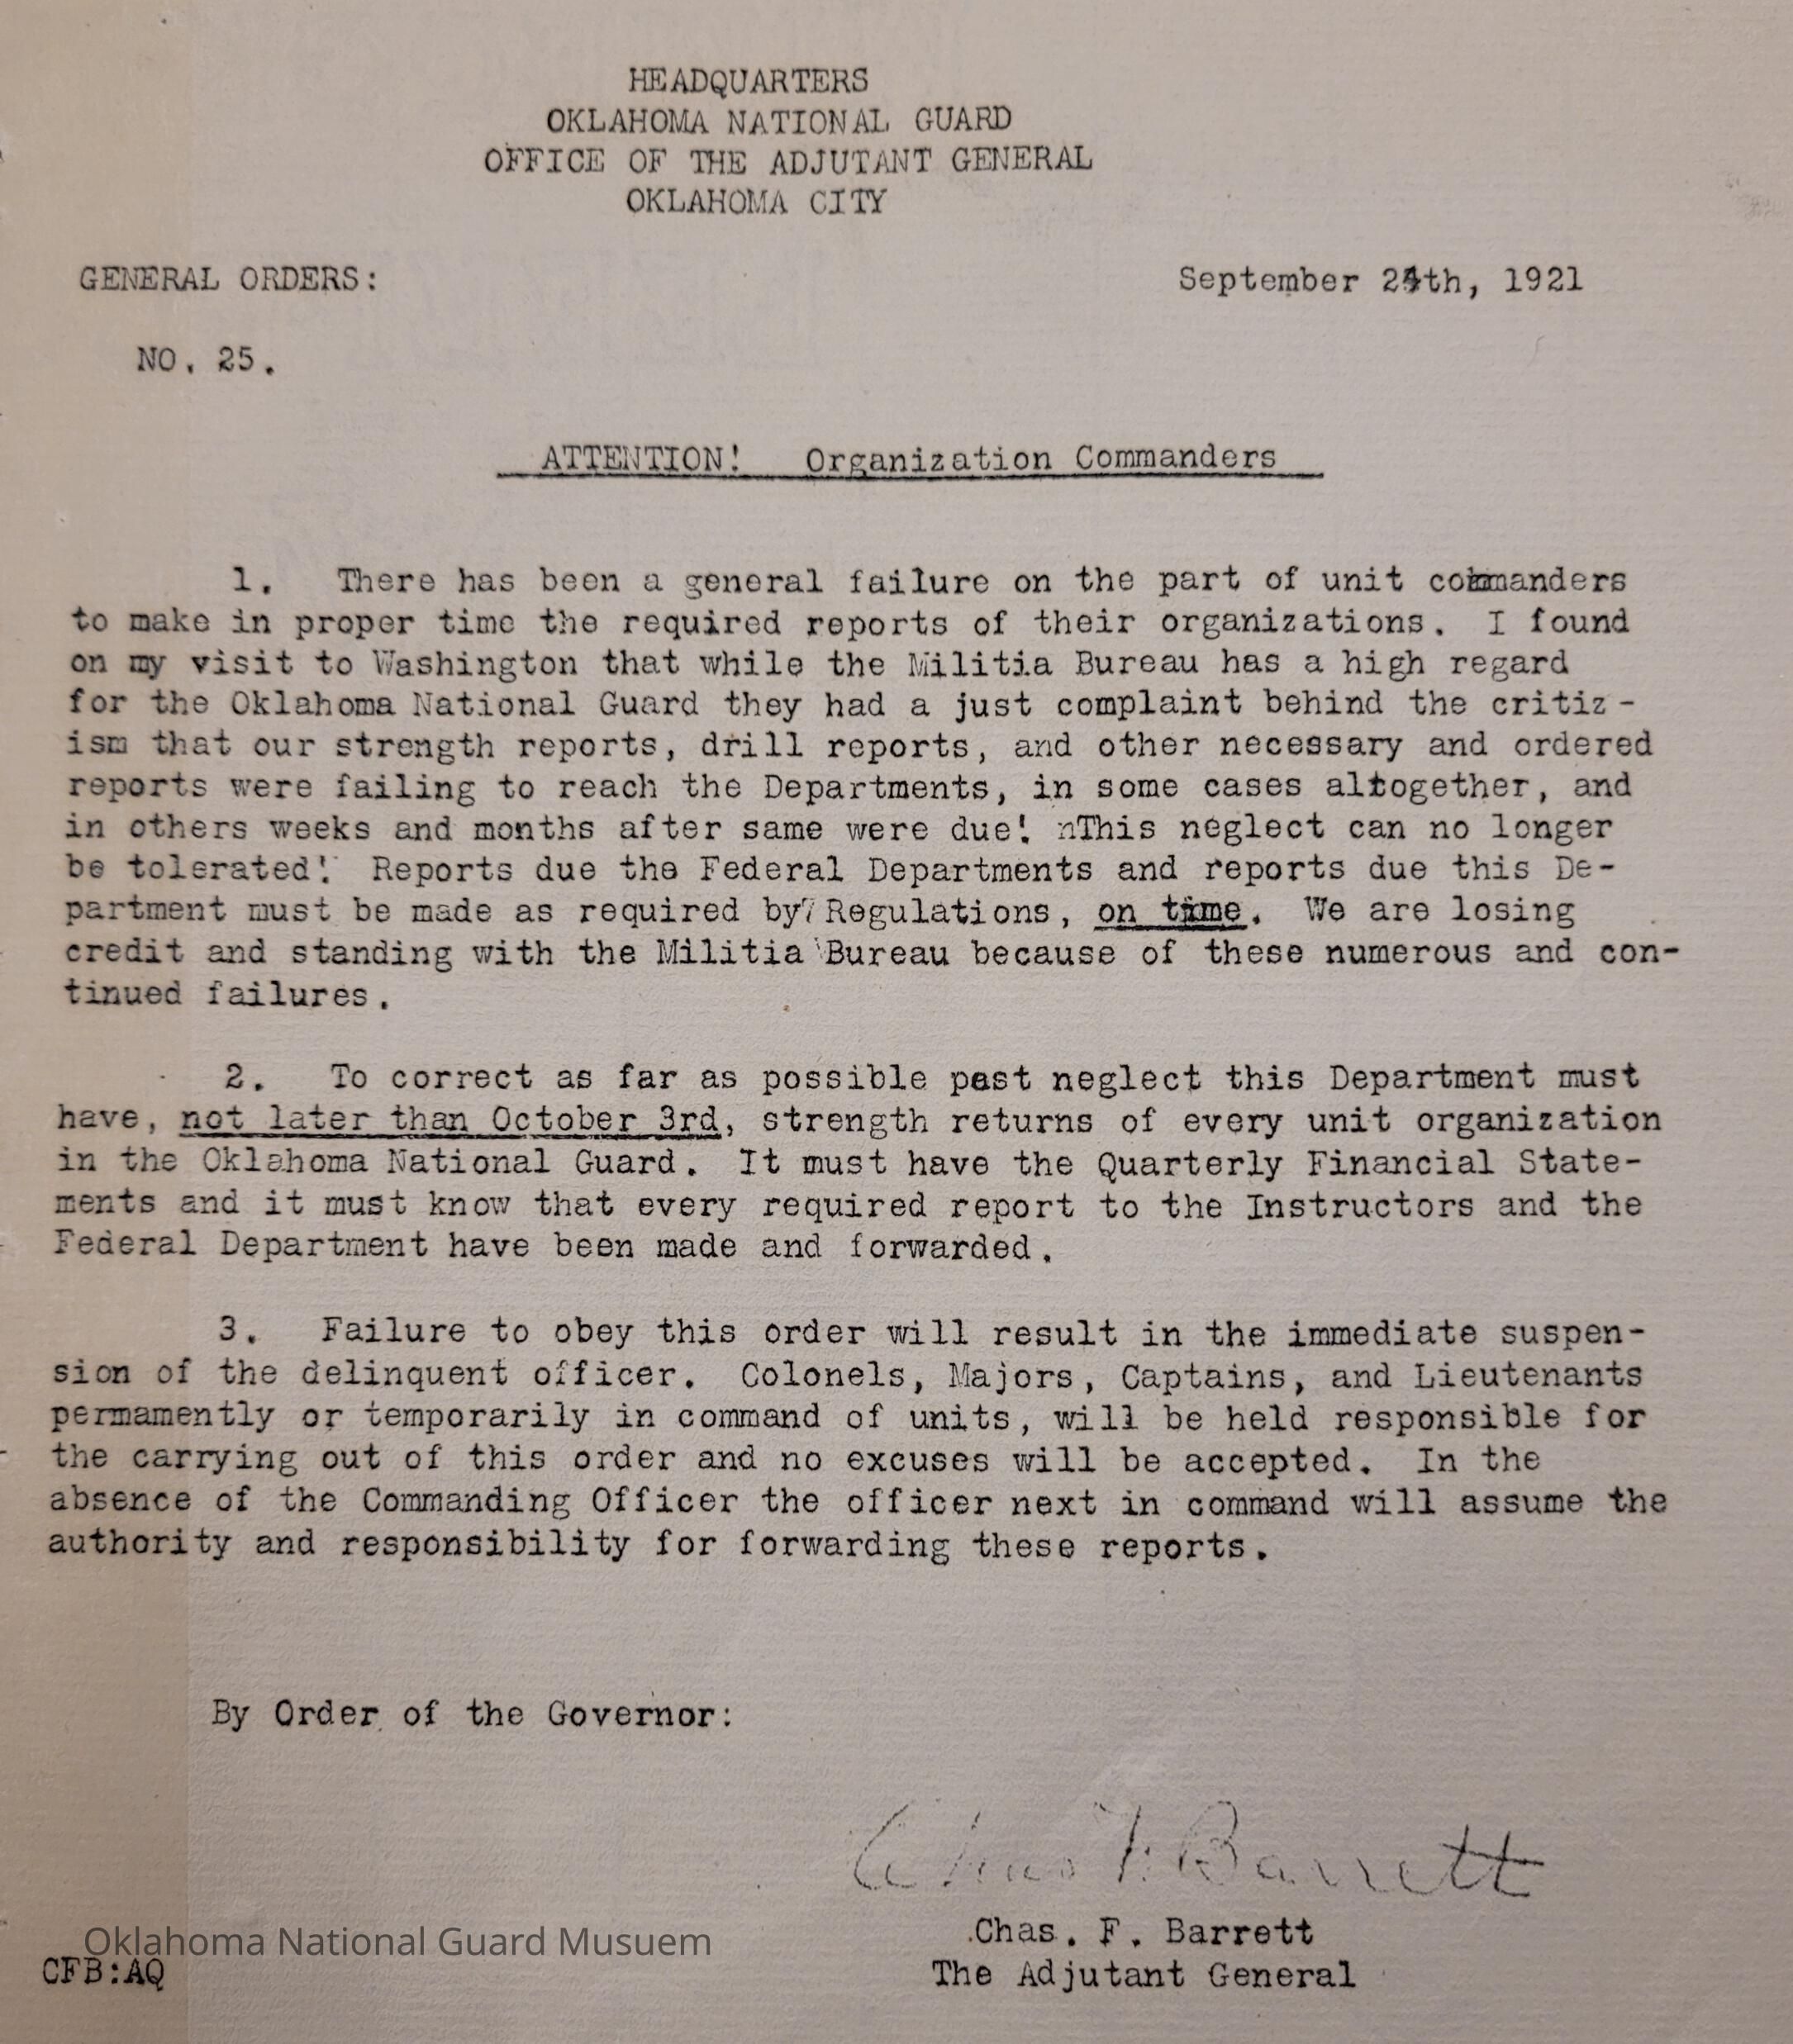 HEADQUARTERS
OKLAHOMA NATIONAL GUARD
OFFICE OF THE ADJUTANT GENERAL
OKLAHOMA CITY
GENERAL ORDERS: September 24th, 1921
NO. 25.
ATTENTION! Organization Commanders
1. There has been a general failure on the part of unit commanders
to make in proper time the required reports of their organizations. I found
on my visit to Washington that while the Militia Bureau has a high regard
for the Oklahoma National Guard they had a just complaint behind the critiz-
ism that our strength reports, drill reports, and other necessary and ordered
reports were failing to reach the Departments, in some cases altogether, and
in others weeks and months after same were due! nThis neglect can no longer
be tolerated! Reports due the Federal Departments and reports due this De-
partment must be made as required by7Regulations, on time. We are losing
credit and standing with the Militia Bureau because of these numerous and con-
tinued failures.
2. To correct as far as possible past neglect this Department must
have, not later than October 3rd, strength returns of every unit organization
in the Oklahoma National Guard. It must have the Quarterly Financial State-
ments and it must know that every required report to the Instructors and the
Federal Department have been made and forwarded.
3. Failure to obey this order will result in the immediate suspen-
sion of the delinquent officer. Colonels, Majors, Captains, and Lieutenants
permamently or temporarily in command of units, will be held responsible for
the carrying out of this order and no excuses will be accepted. In the
absence of the Commanding Officer the officer next in command will assume the
authority and responsibility for forwarding these reports.
By Order of the Governor:
Chas F. Barrett
Chas. F. Barrett
The Adjutant General
Oklahoma National Guard Musuem
CFB:AQ